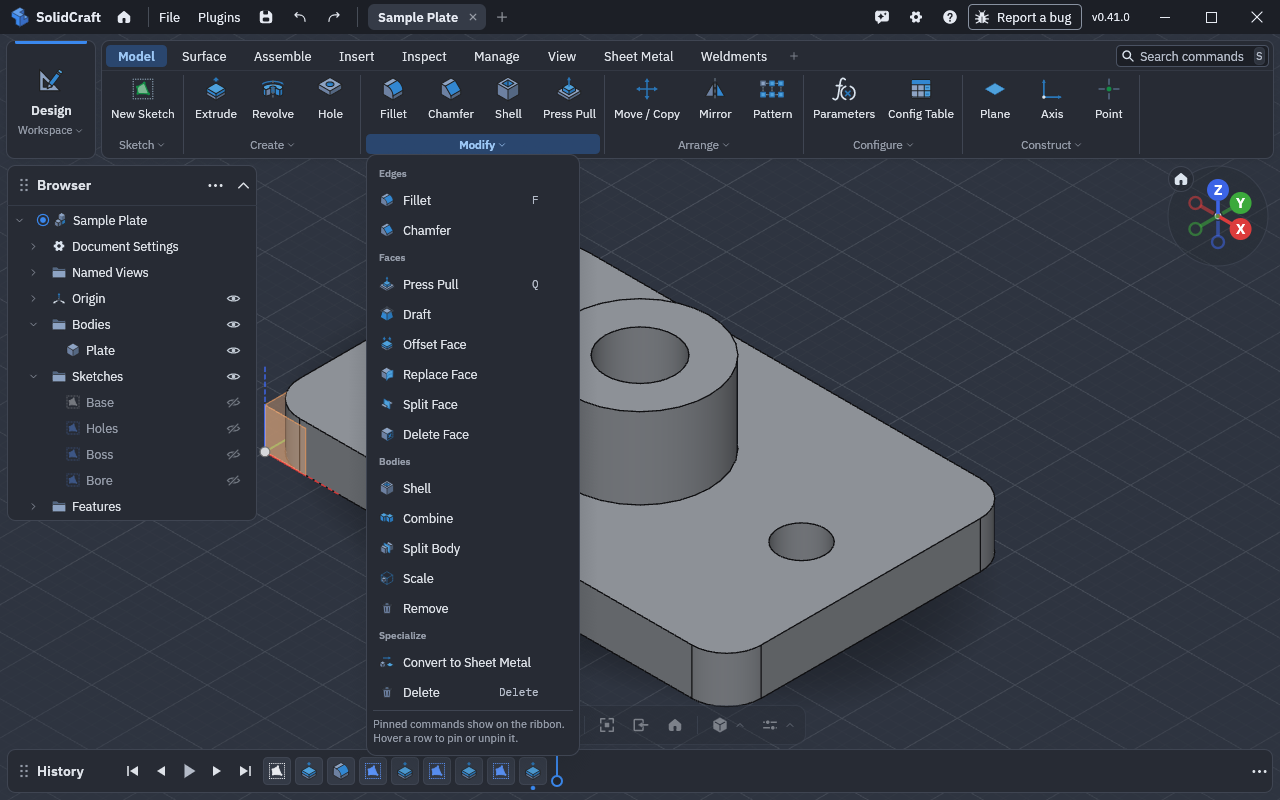 SolidCraft
File
Plugins
Sample Plate
Report a bug
v0.41.0
Design
Workspace
Model
Surface
Assemble
Insert
Inspect
Manage
View
Sheet Metal
Weldments
Search commands
S
New Sketch
Extrude
Revolve
Hole
Fillet
Chamfer
Shell
Press Pull
Move / Copy
Mirror
Pattern
Parameters
Config Table
Plane
Axis
Point
Sketch
Create
Modify
Arrange
Configure
Construct
Browser
Sample Plate
Document Settings
Named Views
Origin
Bodies
Plate
Sketches
Base
Holes
Boss
Bore
Features
Edges
Fillet F
Chamfer
Faces
Press Pull Q
Draft
Offset Face
Replace Face
Split Face
Delete Face
Bodies
Shell
Combine
Split Body
Scale
Remove
Specialize
Convert to Sheet Metal
Delete Delete
Pinned commands show on the ribbon.
Hover a row to pin or unpin it.
Z
Y
X
History